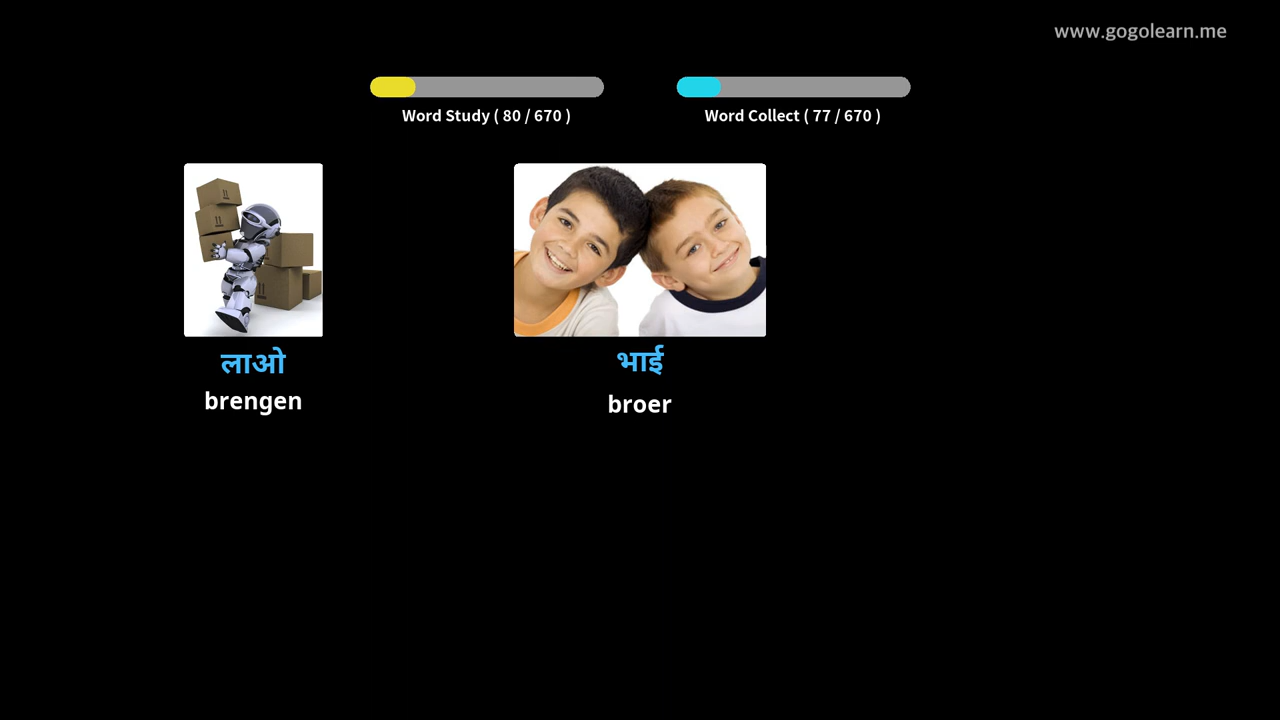 www.gogolearn.me
Word Study ( 80 / 670 )
Word Collect ( 77 / 670 )
लाओ
brengen
भाई
broer